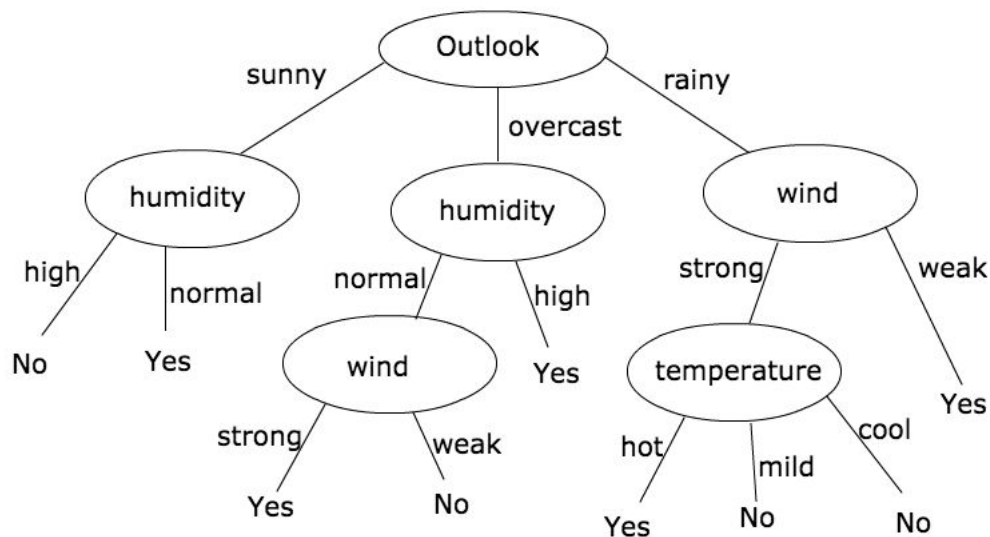 Outlook
sunny
overcast
rainy
humidity
humidity
wind
high
normal
normal
high
strong
weak
No
Yes
wind
Yes
temperature
Yes
strong
weak
hot
mild
cool
Yes
No
Yes
No
No